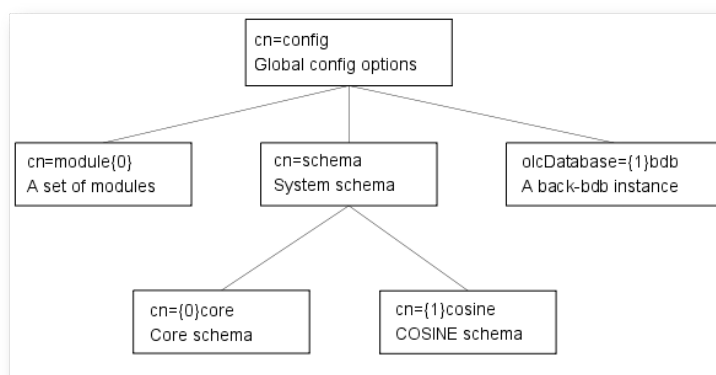 cn=config
Global config options
cn=module{0}
A set of modules
cn=schema
System schema
olcDatabase={1}bdb
A back-bdb instance
cn={0}core
Core schema
cn={1}cosine
COSINE schema